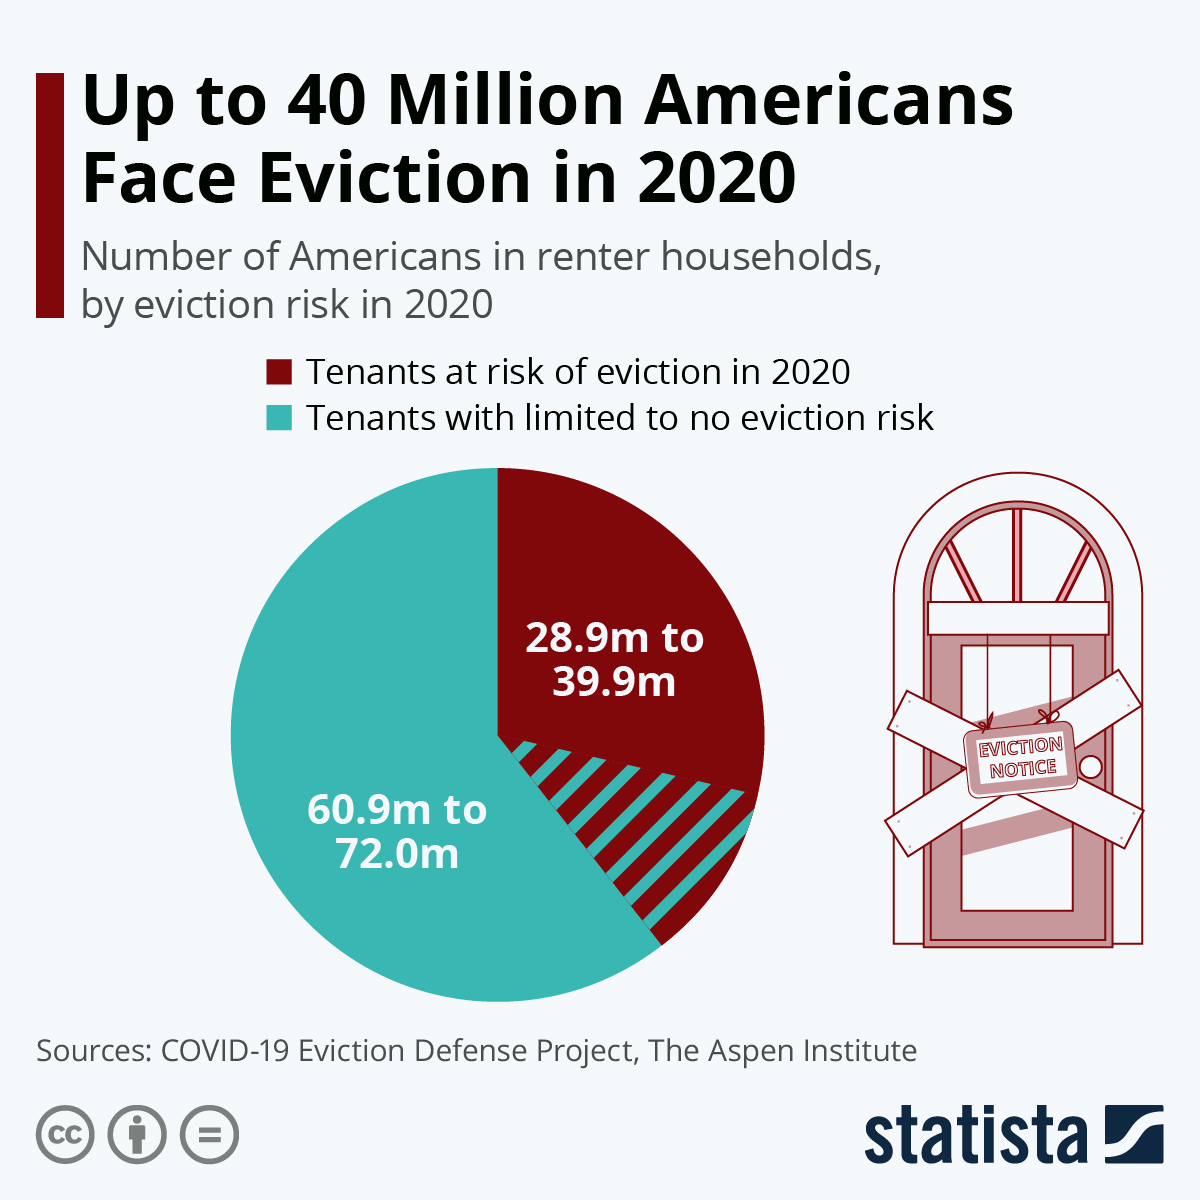 Up to 40 Million Americans
Face Eviction in 2020
Number of Americans in renter households,
by eviction risk in 2020
Tenants at risk of eviction in 2020
Tenants with limited to no eviction risk
28.9m to
39.9m
60.9m to
72.0m
EVICTION
NOTICE
Sources: COVID-19 Eviction Defense Project, The Aspen Institute
cc
statista